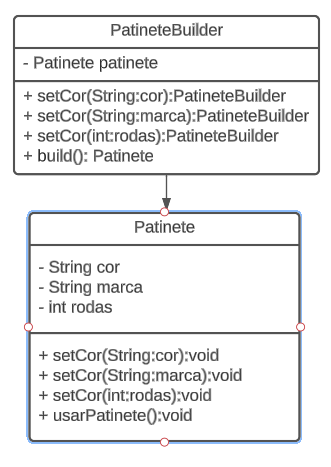 PatineteBuilder
- Patinete patinete
+ setCor(String:cor):PatineteBuilder
+ setCor(String:marca):PatineteBuilder
+ setCor(int:rodas):PatineteBuilder
+ build(): Patinete
Patinete
- String cor
- String marca
- int rodas
+ setCor(String:cor):void
+ setCor(String:marca):void
+ setCor(int:rodas):void
+ usarPatinete():void